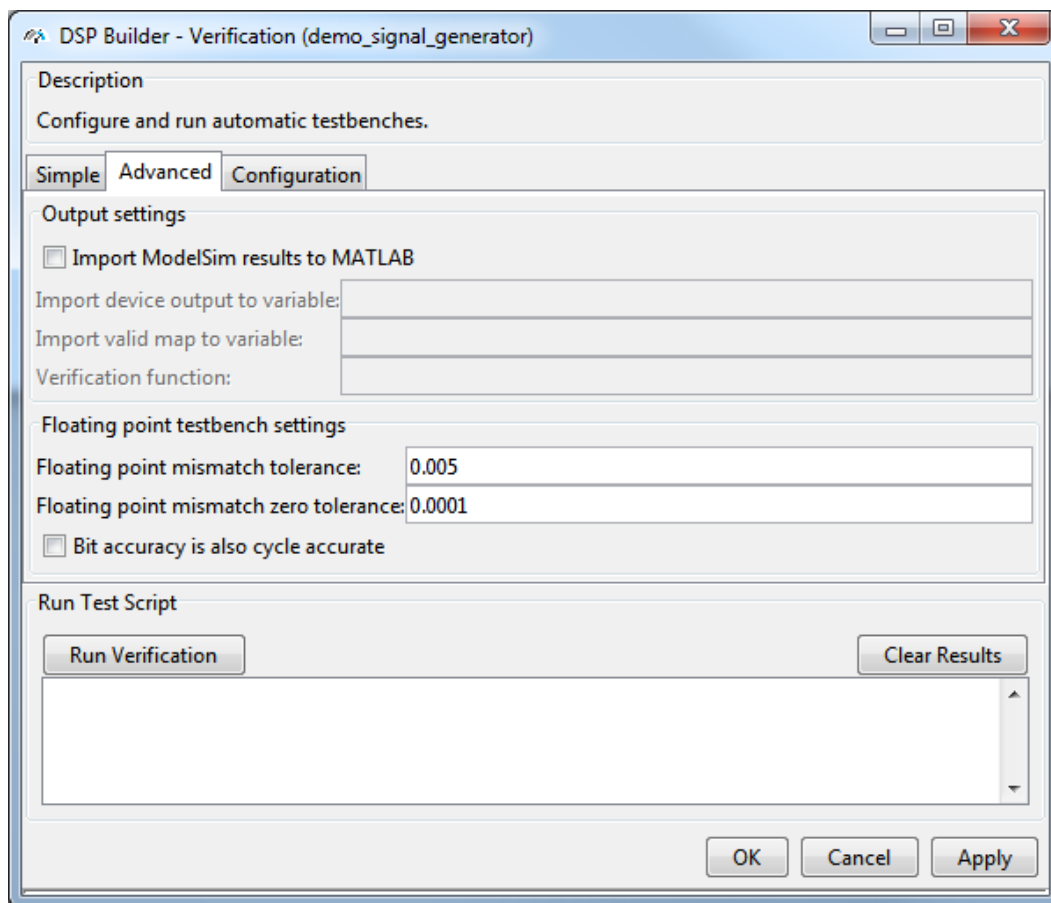 DSP Builder - Verification (demo_signal_generator)
Description
Configure and run automatic testbenches.
Simple Advanced Configuration
Output settings
Import ModelSim results to MATLAB
Import device output to variable:
Import valid map to variable:
Verification function:
Floating point testbench settings
Floating point mismatch tolerance: 0.005
Floating point mismatch zero tolerance: 0.0001
Bit accuracy is also cycle accurate
Run Test Script
Run Verification Clear Results
OK Cancel Apply